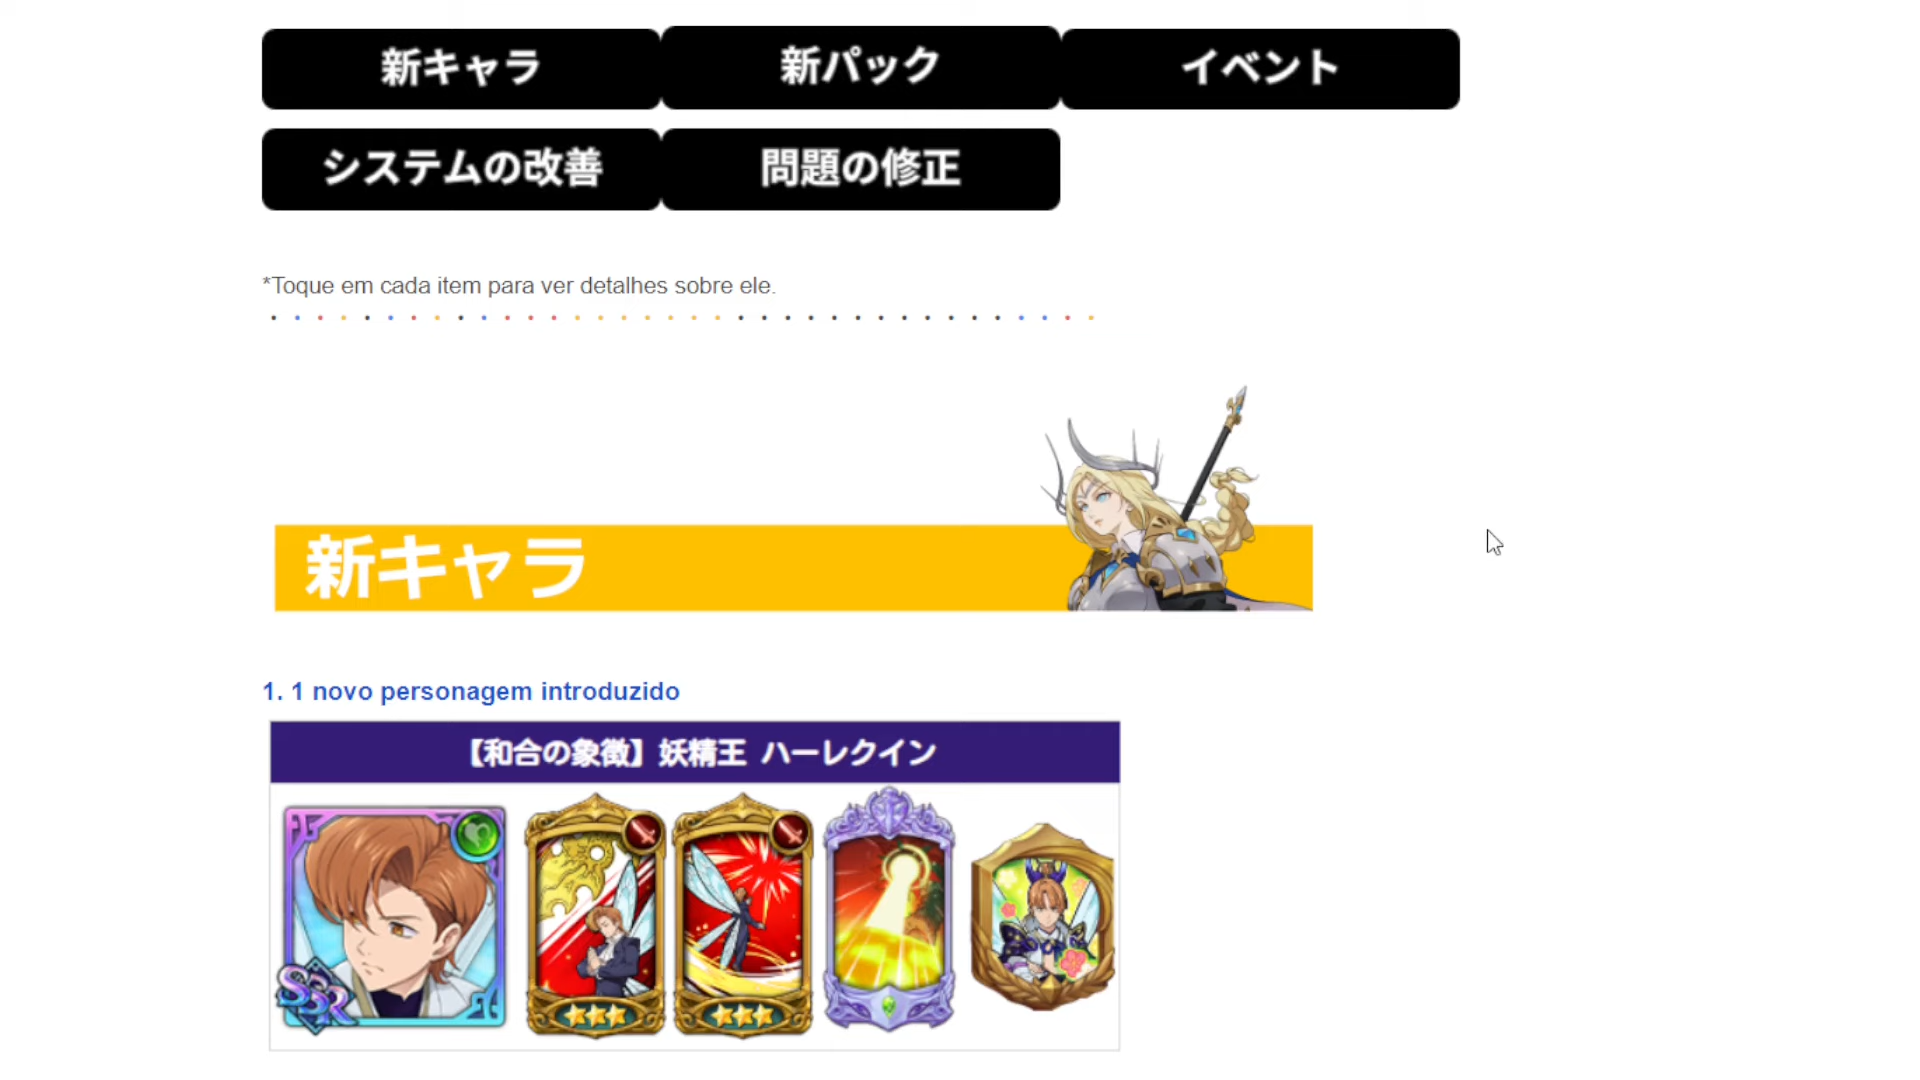 新キャラ
新パック
イベント
システムの改善
問題の修正
*Toque em cada item para ver detalhes sobre ele.
新キャラ
1. 1 novo personagem introduzido
【和合の象徴】妖精王 ハーレクイン
SSR